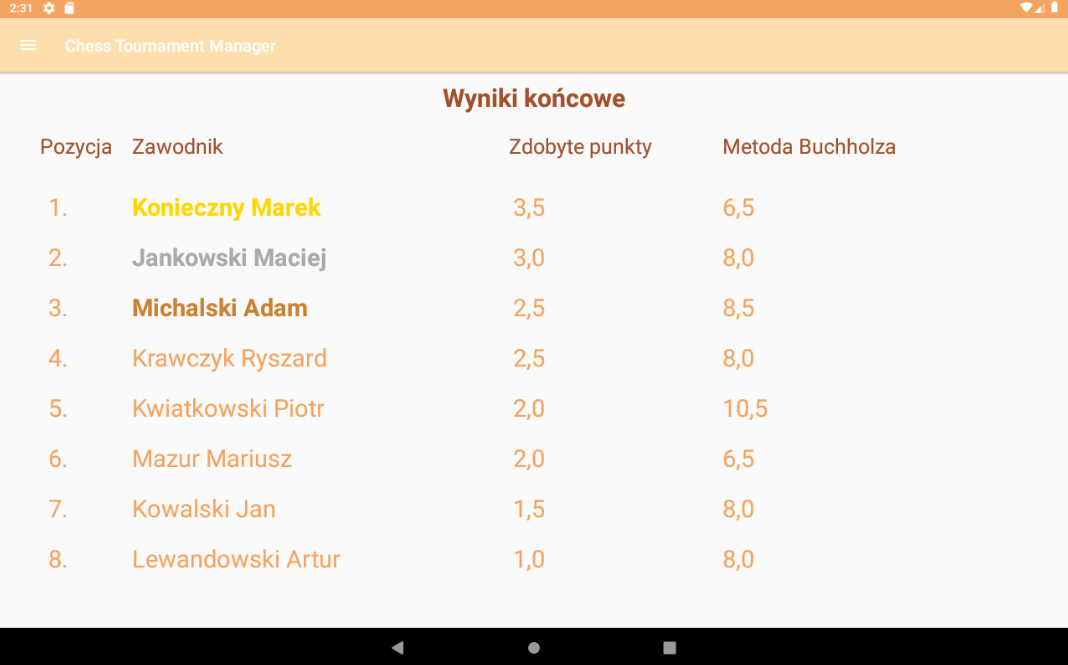 2:31
Chess Tournament Manager
Wyniki końcowe
Pozycja Zawodnik Zdobyte punkty Metoda Buchholza
1. Konieczny Marek 3,5 6,5
2. Jankowski Maciej 3,0 8,0
3. Michalski Adam 2,5 8,5
4. Krawczyk Ryszard 2,5 8,0
5. Kwiatkowski Piotr 2,0 10,5
6. Mazur Mariusz 2,0 6,5
7. Kowalski Jan 1,5 8,0
8. Lewandowski Artur 1,0 8,0